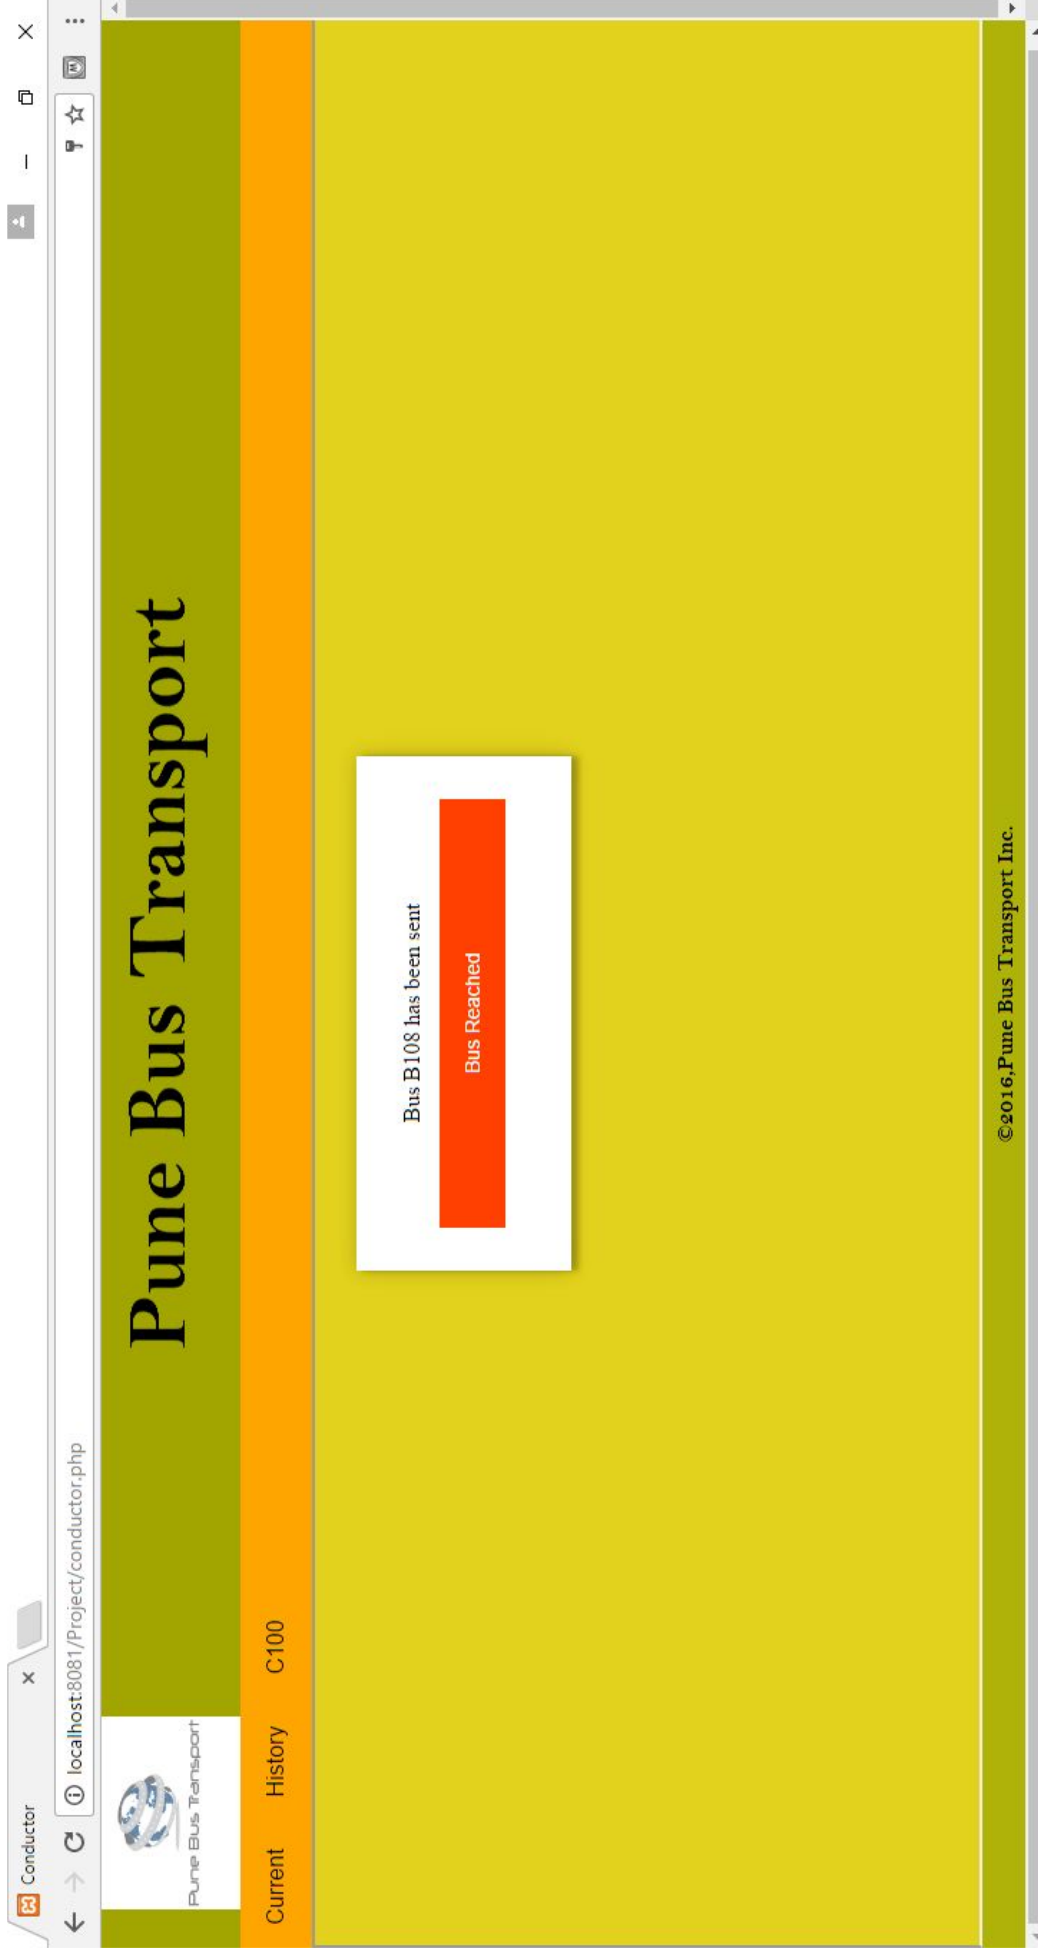 Conductor
localhost:8081/Project/conductor.php
Pune Bus Transport
Pune Bus Transport
Current History C100
Bus B108 has been sent
Bus Reached
©2016,Pune Bus Transport Inc.